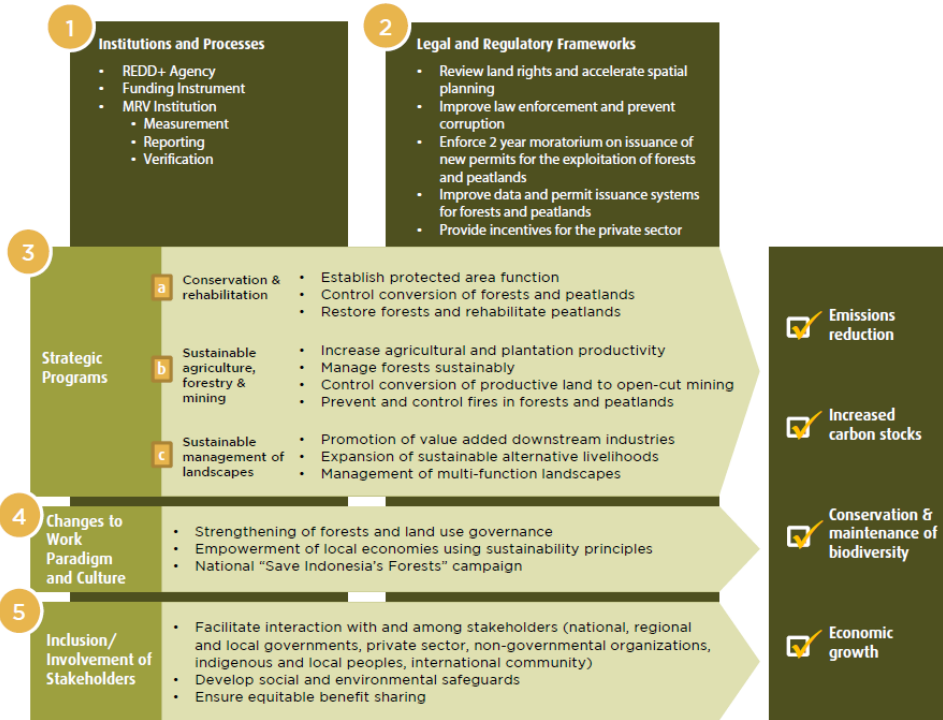 1
Institutions and Processes
• REDD+ Agency
• Funding Instrument
• MRV Institution
• Measurement
• Reporting
• Verification
2
Legal and Regulatory Frameworks
• Review land rights and accelerate spatial
planning
• Improve law enforcement and prevent
corruption
• Enforce 2 year moratorium on issuance of
new permits for the exploitation of forests
and peatlands
• Improve data and permit issuance systems
for forests and peatlands
• Provide incentives for the private sector
3
Strategic
Programs
a
Conservation &
rehabilitation
• Establish protected area function
• Control conversion of forests and peatlands
• Restore forests and rehabilitate peatlands
b
Sustainable
agriculture,
forestry &
mining
• Increase agricultural and plantation productivity
• Manage forests sustainably
• Control conversion of productive land to open-cut mining
• Prevent and control fires in forests and peatlands
c
Sustainable
management of
landscapes
• Promotion of value added downstream industries
• Expansion of sustainable alternative livelihoods
• Management of multi-function landscapes
4
Changes to
Work
Paradigm
and Culture
• Strengthening of forests and land use governance
• Empowerment of local economies using sustainability principles
• National “Save Indonesia’s Forests” campaign
5
Inclusion/
Involvement of
Stakeholders
• Facilitate interaction with and among stakeholders (national, regional
and local governments, private sector, non-governmental organizations,
indigenous and local peoples, international community)
• Develop social and environmental safeguards
• Ensure equitable benefit sharing
Emissions
reduction
Increased
carbon stocks
Conservation &
maintenance of
biodiversity
Economic
growth